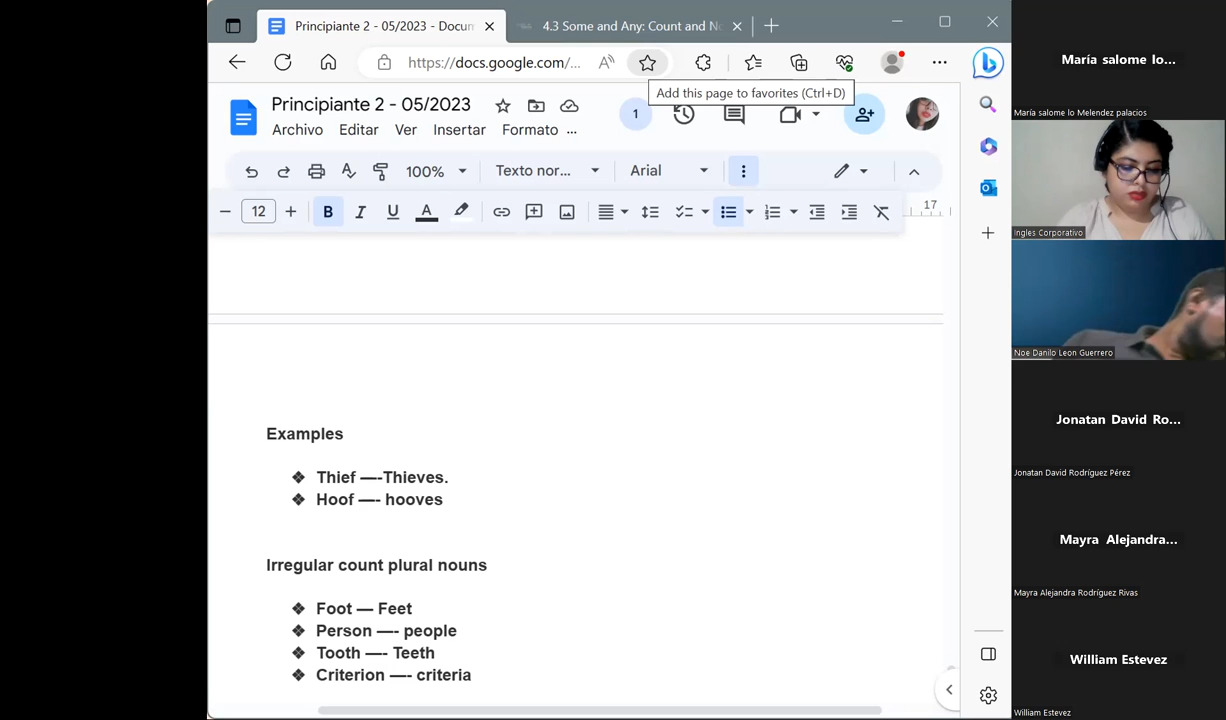 Principiante 2 - 05/2023 - Docum
4.3 Some and Any: Count and No
https://docs.google.com/...
Add this page to favorites (Ctrl+D)
Principiante 2 - 05/2023
1
Archivo Editar Ver Insertar Formato ...
100% Texto nor... Arial
12 B I U A 17
Examples
❖ Thief —-Thieves.
❖ Hoof —- hooves
Irregular count plural nouns
❖ Foot — Feet
❖ Person —- people
❖ Tooth —- Teeth
❖ Criterion —- criteria
María salome lo...
María salome lo Melendez palacios
Ingles Corporativo
Noe Danilo Leon Guerrero
Jonatan David Ro...
Jonatan David Rodríguez Pérez
Mayra Alejandra...
Mayra Alejandra Rodríguez Rivas
William Estevez
William Estevez